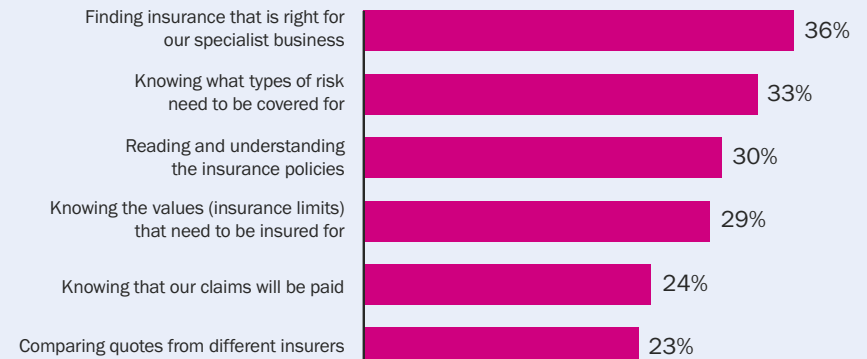 Finding insurance that is right for
our specialist business
36%
Knowing what types of risk
need to be covered for
33%
Reading and understanding
the insurance policies
30%
Knowing the values (insurance limits)
that need to be insured for
29%
Knowing that our claims will be paid
24%
Comparing quotes from different insurers
23%